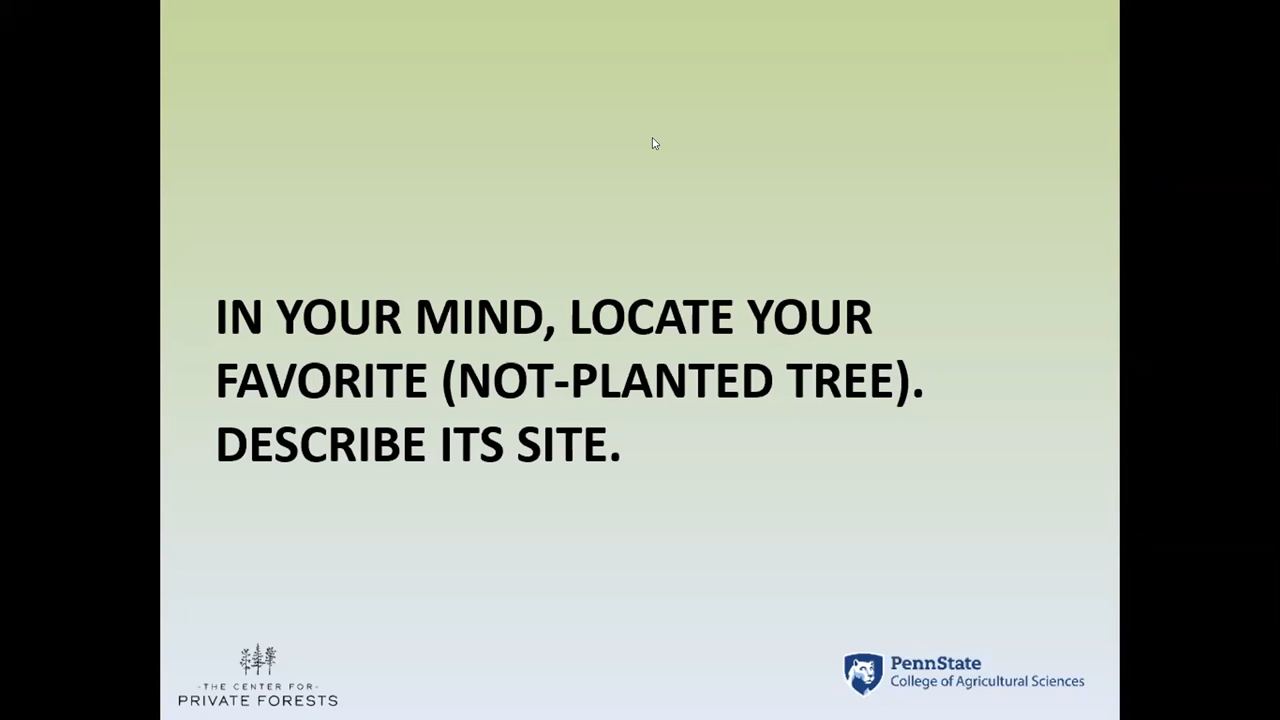 IN YOUR MIND, LOCATE YOUR
FAVORITE (NOT-PLANTED TREE).
DESCRIBE ITS SITE.
-THE CENTER FOR-
PRIVATE FORESTS
PennState
College of Agricultural Sciences